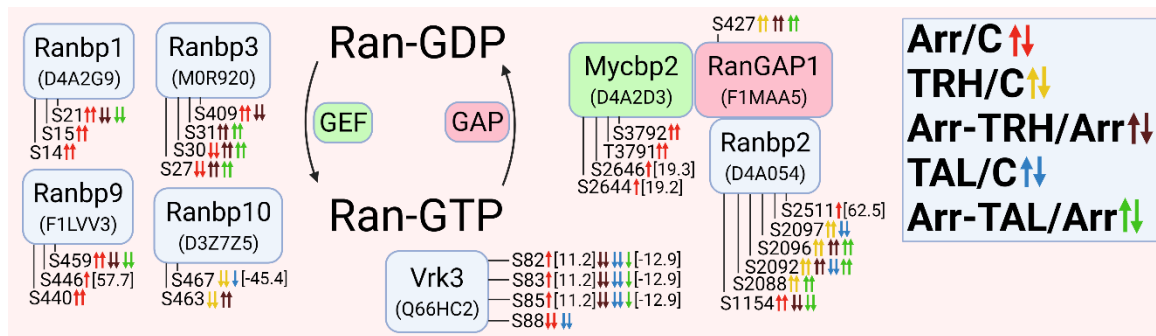 Ranbp1
(D4A2G9)
S21↑↑↓↓↓↓
S15↑↑
S14↑↑
Ranbp3
(M0R920)
S409↑↑↓↓
S31↑↑↑↑
S30↓↓↑↑↑↑
S27↓↓↑↑↑↑
Ranbp9
(F1LVV3)
S459↑↑↓↓↓↓
S446↑[57.7]
S440↑↑
Ranbp10
(D3Z7Z5)
S467↓↓↓[-45.4]
S463↓↓↑↑
Ran-GDP
GEF
GAP
Ran-GTP
Vrk3
(Q66HC2)
S82↑[11.2]↓↓↓↓↓[-12.9]
S83↑[11.2]↓↓↓↓↓[-12.9]
S85↑[11.2]↓↓↓↓↓[-12.9]
S88↓↓↓↓
S427↑↑↑↑↑↑
Mycbp2
(D4A2D3)
S3792↑↑
T3791↑↑
S2646↑[19.3]
S2644↑[19.2]
RanGAP1
(F1MAA5)
Ranbp2
(D4A054)
S2511↑[62.5]
S2097↑↑↓↓
S2096↑↑↑↑↑↑
S2092↑↑↑↑↓↓↑↑
S2088↑↑↑↑
S1154↑↑↓↓↓↓
Arr/C↑↓
TRH/C↑↓
Arr-TRH/Arr↑↓
TAL/C↑↓
Arr-TAL/Arr↑↓